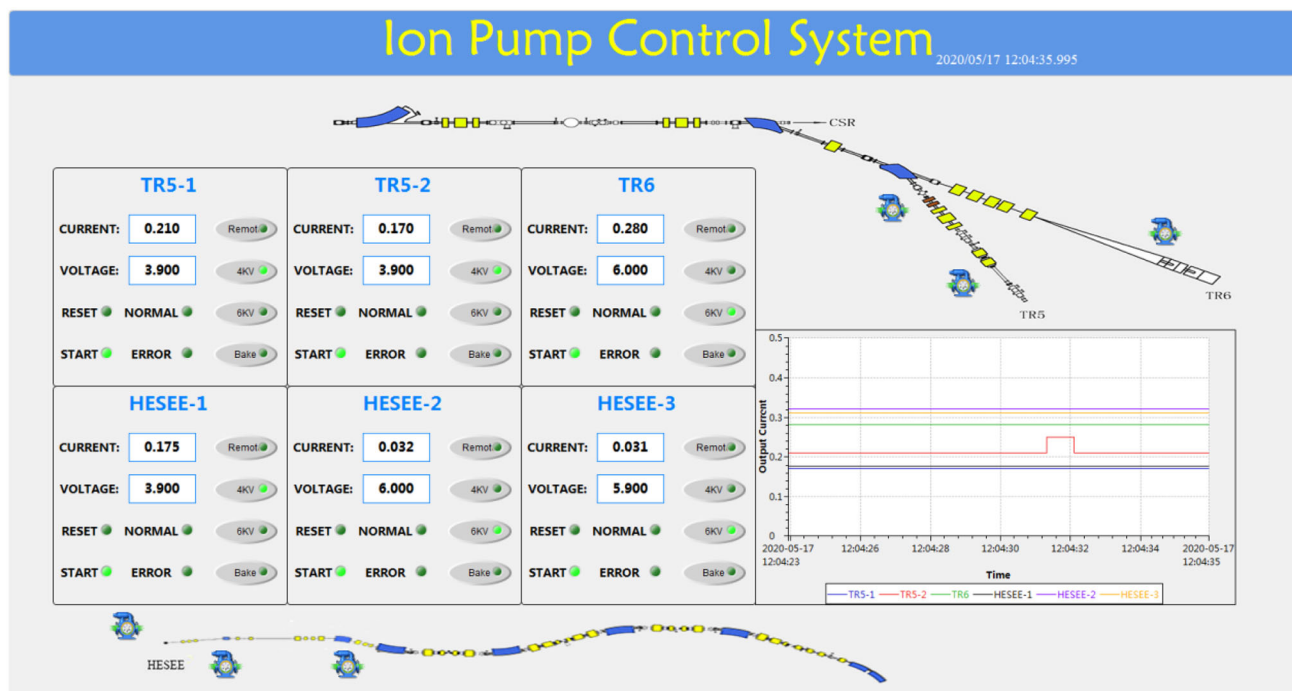 Ion Pump Control System
2020/05/17 12:04:35.995
CSR
TR6
TR5
TR5-1
CURRENT: 0.210 Remot
VOLTAGE: 3.900 4KV
RESET NORMAL 6KV
START ERROR Bake
TR5-2
CURRENT: 0.170 Remot
VOLTAGE: 3.900 4KV
RESET NORMAL 6KV
START ERROR Bake
TR6
CURRENT: 0.280 Remot
VOLTAGE: 6.000 4KV
RESET NORMAL 6KV
START ERROR Bake
HESEE-1
CURRENT: 0.175 Remot
VOLTAGE: 3.900 4KV
RESET NORMAL 6KV
START ERROR Bake
HESEE-2
CURRENT: 0.032 Remot
VOLTAGE: 6.000 4KV
RESET NORMAL 6KV
START ERROR Bake
HESEE-3
CURRENT: 0.031 Remot
VOLTAGE: 5.900 4KV
RESET NORMAL 6KV
START ERROR Bake
Output Current
0.5
0.4
0.3
0.2
0.1
0
2020-05-17 12:04:26 12:04:28 12:04:30 12:04:32 12:04:34 2020-05-17
12:04:23 12:04:35
Time
TR5-1 TR5-2 TR6 HESEE-1 HESEE-2 HESEE-3
HESEE